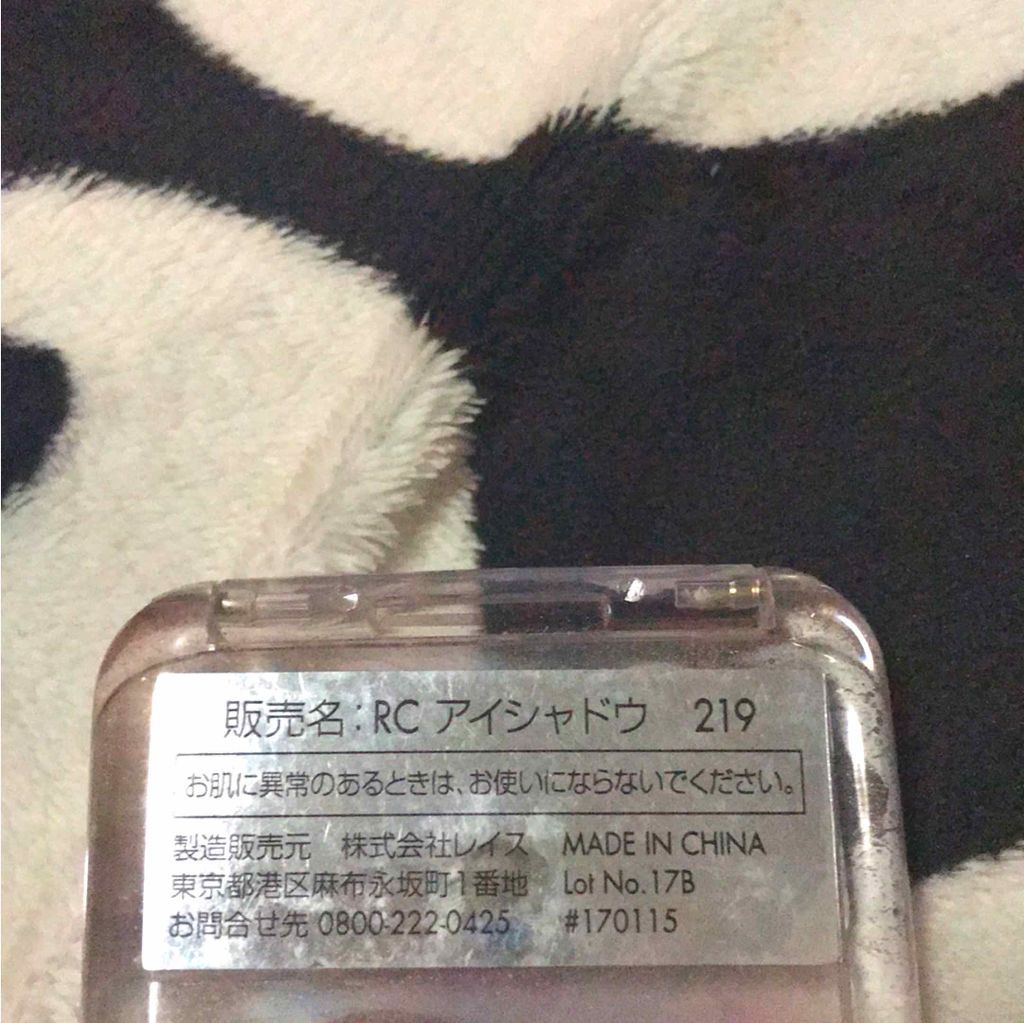 販売名：RC アイシャドウ 219
お肌に異常のあるときは、お使いにならないでください。
製造販売元 株式会社レイス MADE IN CHINA
東京都港区麻布永坂町1番地 Lot No.17B
お問合せ先 0800-222-0425 #170115